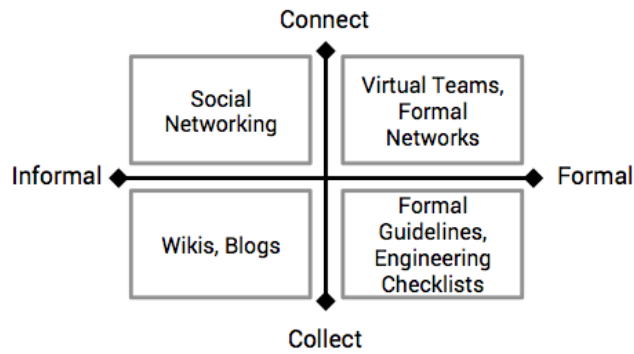 Connect
Social
Networking
Virtual Teams,
Formal
Networks
Informal
Formal
Wikis, Blogs
Formal
Guidelines,
Engineering
Checklists
Collect